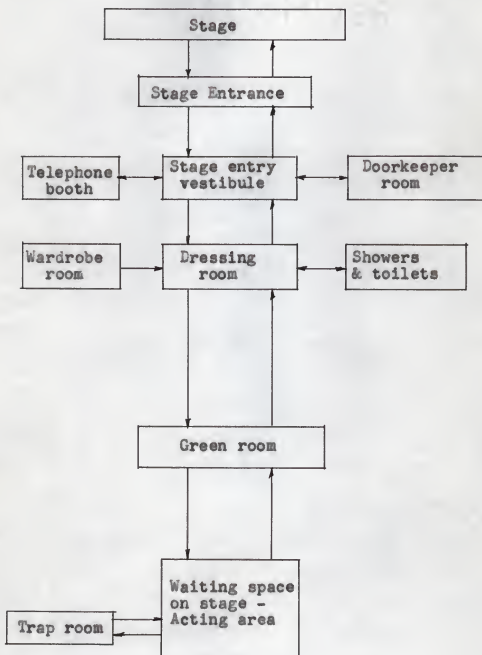 Stage
Stage Entrance
Telephone
booth
Stage entry
vestibule
Doorkeeper
room
Wardrobe
room
Dressing
room
Showers
& toilets
Green room
Waiting space
on stage -
Acting area
Trap room